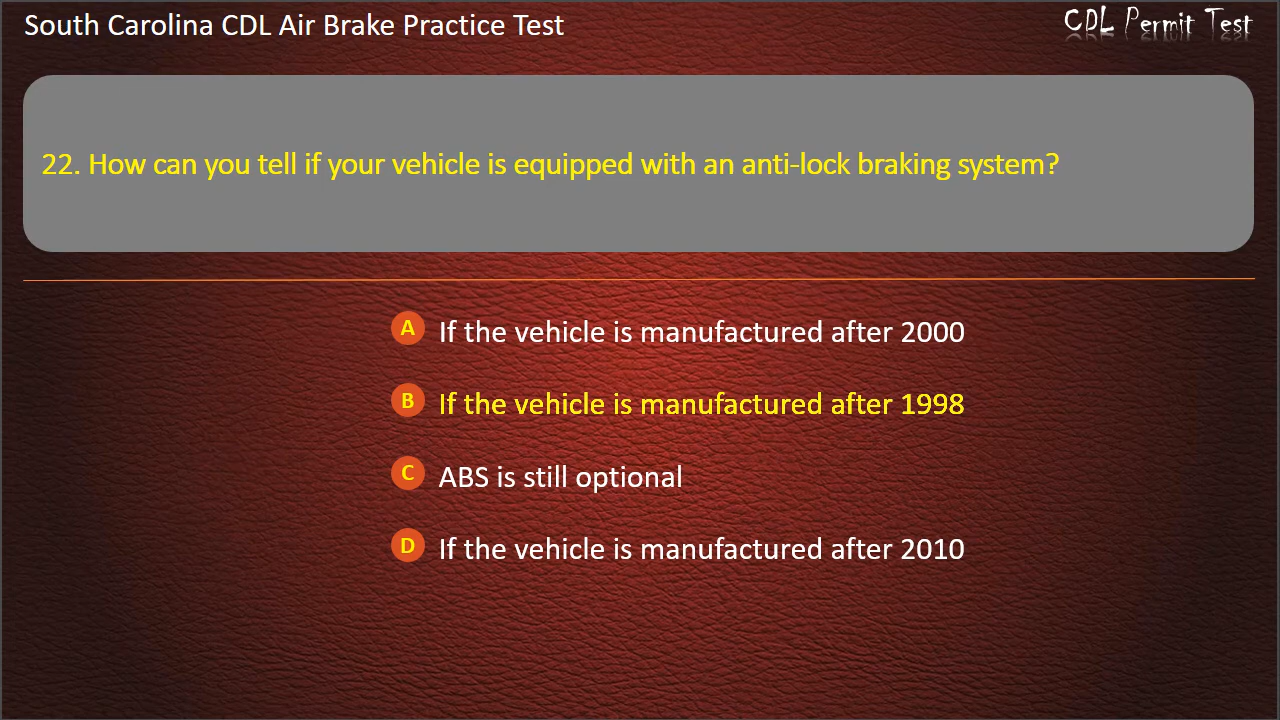 South Carolina CDL Air Brake Practice Test
CDL Permit Test
22. How can you tell if your vehicle is equipped with an anti-lock braking system?
A If the vehicle is manufactured after 2000
B If the vehicle is manufactured after 1998
C ABS is still optional
D If the vehicle is manufactured after 2010